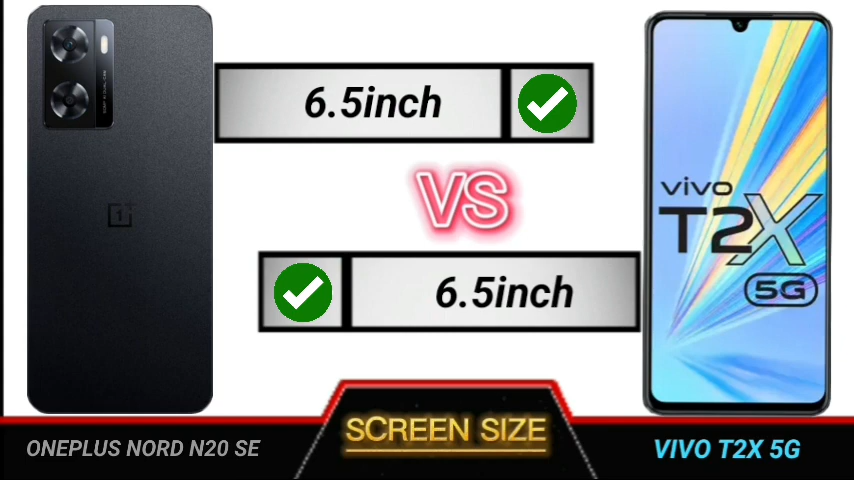 6.5inch
VS
vivo
T2X
5G
6.5inch
SCREEN SIZE
ONEPLUS NORD N20 SE
VIVO T2X 5G